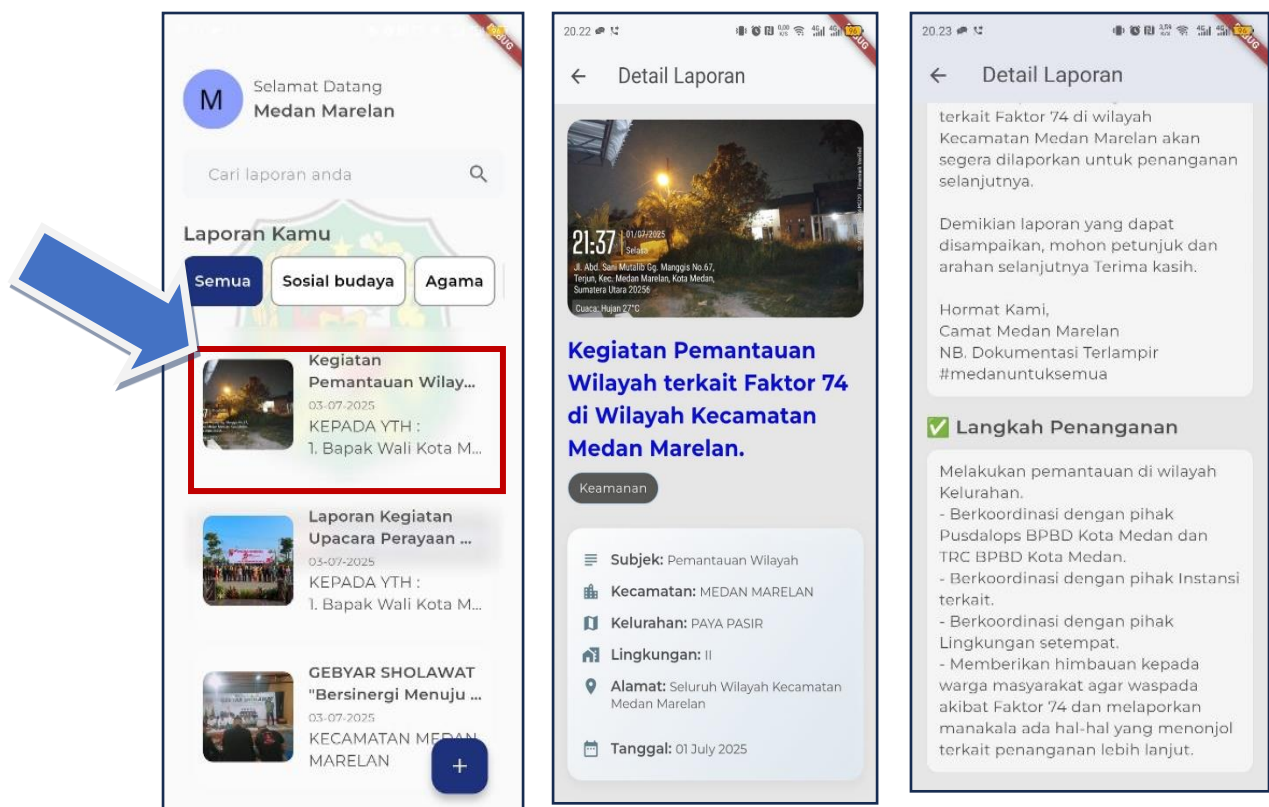 DEBUG
M
Selamat Datang
Medan Marelan
Cari laporan anda
Laporan Kamu
Semua
Sosial budaya
Agama
Kegiatan
Pemantauan Wilay...
03-07-2025
KEPADA YTH :
1. Bapak Wali Kota M...
Laporan Kegiatan
Upacara Perayaan ...
03-07-2025
KEPADA YTH :
1. Bapak Wali Kota M...
GEBYAR SHOLAWAT
"Bersinergi Menuju ...
03-07-2025
KECAMATAN MEDAN
MARELAN
+
20.22
Detail Laporan
21:37
01/07/2025
Selasa
Jl. Abd. Sani Mutalib Gg. Manggis No.67,
Terjun, Kec. Medan Marelan, Kota Medan,
Sumatera Utara 20256
Cuaca: Hujan 27°C
Kegiatan Pemantauan
Wilayah terkait Faktor 74
di Wilayah Kecamatan
Medan Marelan.
Keamanan
Subjek: Pemantauan Wilayah
Kecamatan: MEDAN MARELAN
Kelurahan: PAYA PASIR
Lingkungan: II
Alamat: Seluruh Wilayah Kecamatan
Medan Marelan
Tanggal: 01 July 2025
20.23
Detail Laporan
terkait Faktor 74 di wilayah
Kecamatan Medan Marelan akan
segera dilaporkan untuk penanganan
selanjutnya.
Demikian laporan yang dapat
disampaikan, mohon petunjuk dan
arahan selanjutnya Terima kasih.
Hormat Kami,
Camat Medan Marelan
NB. Dokumentasi Terlampir
#medanuntuksemua
Langkah Penanganan
Melakukan pemantauan di wilayah
Kelurahan.
- Berkoordinasi dengan pihak
Pusdalops BPBD Kota Medan dan
TRC BPBD Kota Medan.
- Berkoordinasi dengan pihak Instansi
terkait.
- Berkoordinasi dengan pihak
Lingkungan setempat.
- Memberikan himbauan kepada
warga masyarakat agar waspada
akibat Faktor 74 dan melaporkan
manakala ada hal-hal yang menonjol
terkait penanganan lebih lanjut.